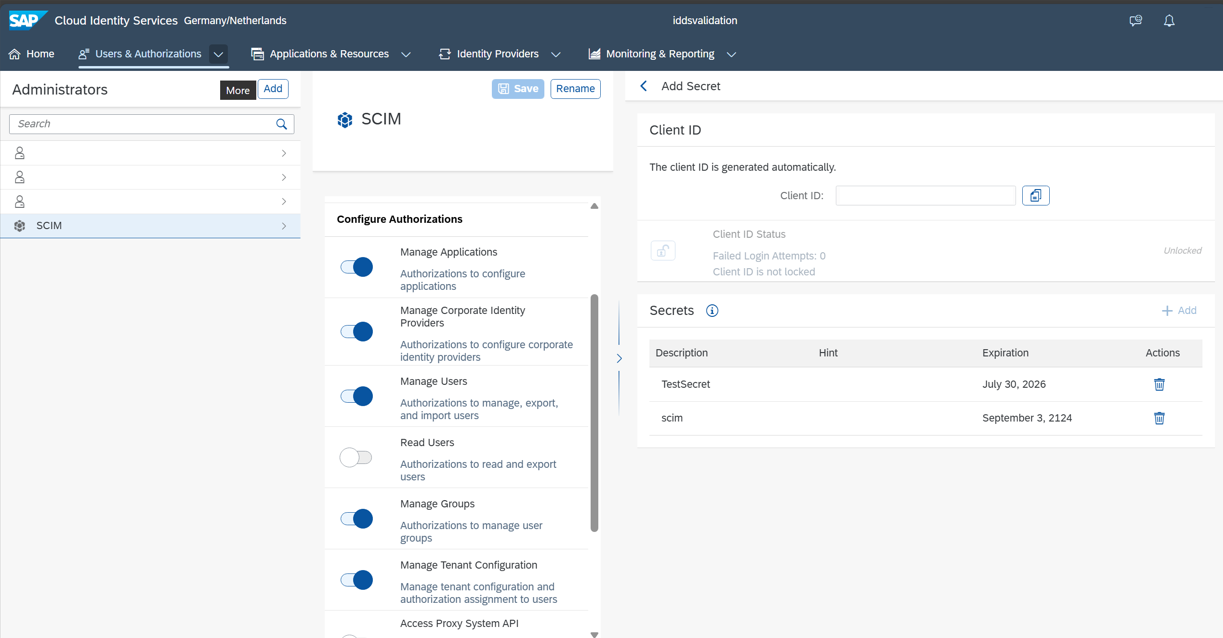 SAP Cloud Identity Services Germany/Netherlands
iddsvalidation
Home
Users & Authorizations
Applications & Resources
Identity Providers
Monitoring & Reporting
Administrators
More
Add
Search
SCIM
Save
Rename
SCIM
Configure Authorizations
Manage Applications
Authorizations to configure
applications
Manage Corporate Identity
Providers
Authorizations to configure corporate
identity providers
Manage Users
Authorizations to manage, export,
and import users
Read Users
Authorizations to read and export
users
Manage Groups
Authorizations to manage user
groups
Manage Tenant Configuration
Manage tenant configuration and
authorization assignment to users
Access Proxy System API
Add Secret
Client ID
The client ID is generated automatically.
Client ID:
Client ID Status
Failed Login Attempts: 0
Client ID is not locked
Unlocked
Secrets
Add
Description Hint Expiration Actions
TestSecret July 30, 2026
scim September 3, 2124